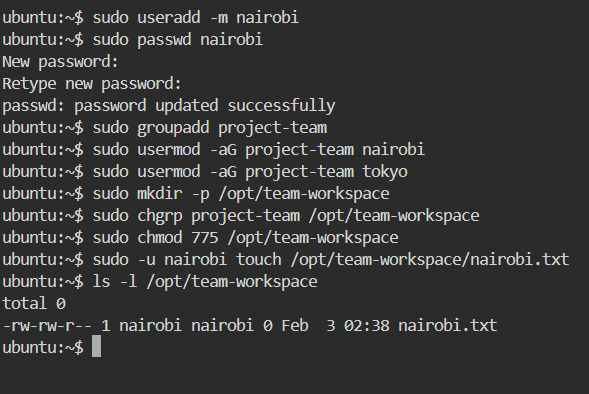 ubuntu:~$ sudo useradd -m nairobi
ubuntu:~$ sudo passwd nairobi
New password:
Retype new password:
passwd: password updated successfully
ubuntu:~$ sudo groupadd project-team
ubuntu:~$ sudo usermod -aG project-team nairobi
ubuntu:~$ sudo usermod -aG project-team tokyo
ubuntu:~$ sudo mkdir -p /opt/team-workspace
ubuntu:~$ sudo chgrp project-team /opt/team-workspace
ubuntu:~$ sudo chmod 775 /opt/team-workspace
ubuntu:~$ sudo -u nairobi touch /opt/team-workspace/nairobi.txt
ubuntu:~$ ls -l /opt/team-workspace
total 0
-rw-rw-r-- 1 nairobi nairobi 0 Feb  3 02:38 nairobi.txt
ubuntu:~$